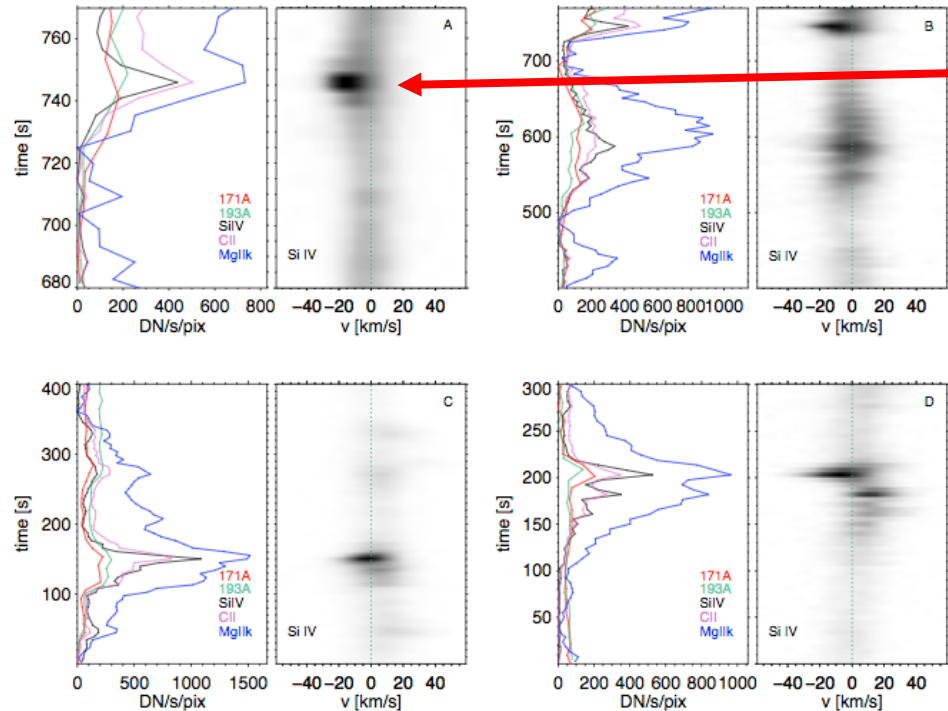 A
time [s]
760
740
720
700
680
171A
193A
SiIV
CII
MgIIk
Si IV
0 200 400 600 800
DN/s/pix
−40 −20 0 20 40
v [km/s]
B
time [s]
700
600
500
171A
193A
SiIV
CII
MgIIk
Si IV
0 200 400 600 800 1000
DN/s/pix
−40 −20 0 20 40
v [km/s]
C
time [s]
400
300
200
100
171A
193A
SiIV
CII
MgIIk
Si IV
0 500 1000 1500
DN/s/pix
−40 −20 0 20 40
v [km/s]
D
time [s]
300
250
200
150
100
50
171A
193A
SiIV
CII
MgIIk
Si IV
0 200 400 600 800 1000
DN/s/pix
−40 −20 0 20 40
v [km/s]